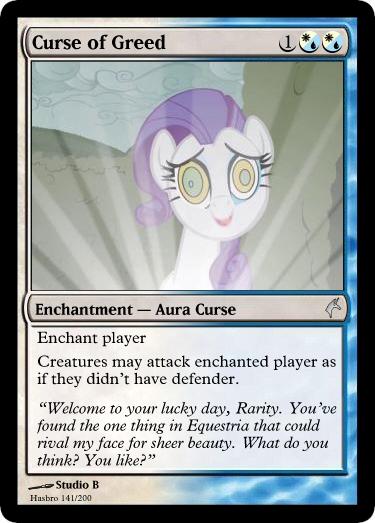 Curse of Greed 1
Enchantment — Aura Curse
Enchant player
Creatures may attack enchanted player as
if they didn't have defender.
“Welcome to your lucky day, Rarity. You've
found the one thing in Equestria that could
rival my face for sheer beauty. What do you
think? You like?”
Studio B
Hasbro 141/200